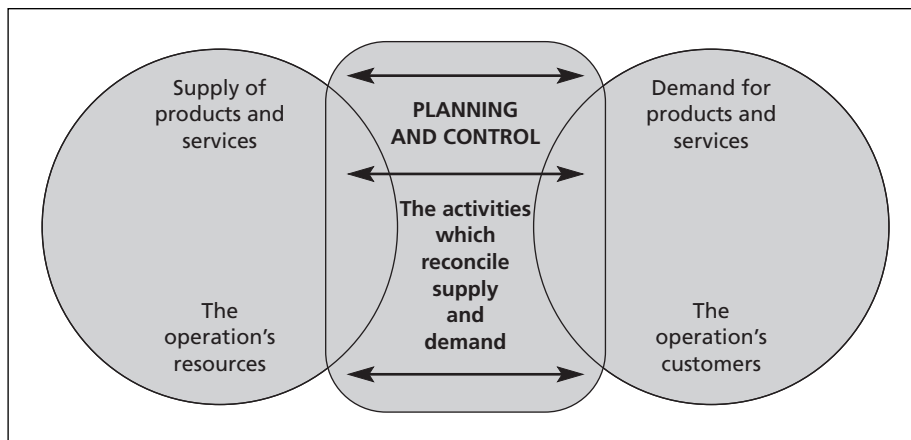 Supply of
products and
services
The
operation’s
resources
PLANNING
AND CONTROL
The activities
which
reconcile
supply
and
demand
Demand for
products and
services
The
operation’s
customers